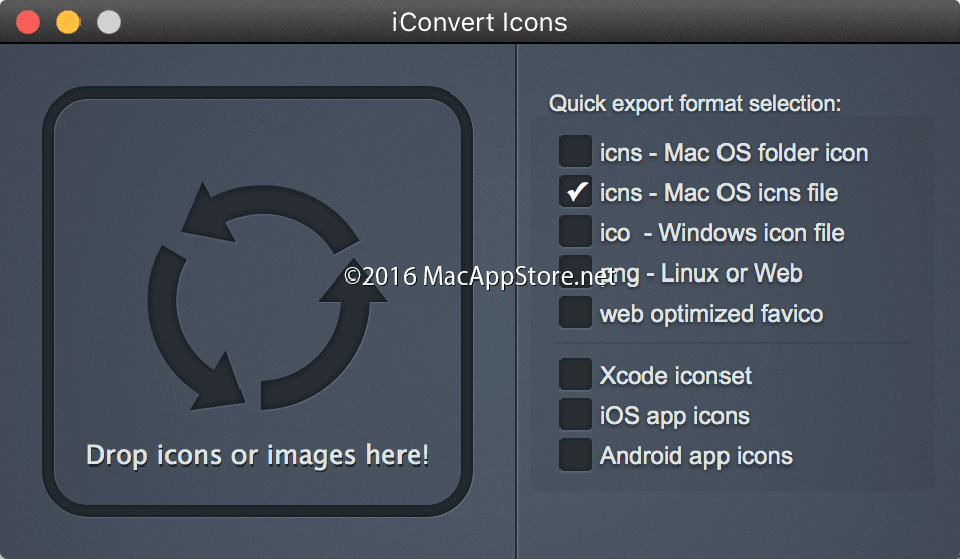 iConvert Icons
Quick export format selection:
icns - Mac OS folder icon
icns - Mac OS icns file
ico - Windows icon file
©2016 MacAppStore.net
png - Linux or Web
web optimized favico
Xcode iconset
iOS app icons
Android app icons
Drop icons or images here!